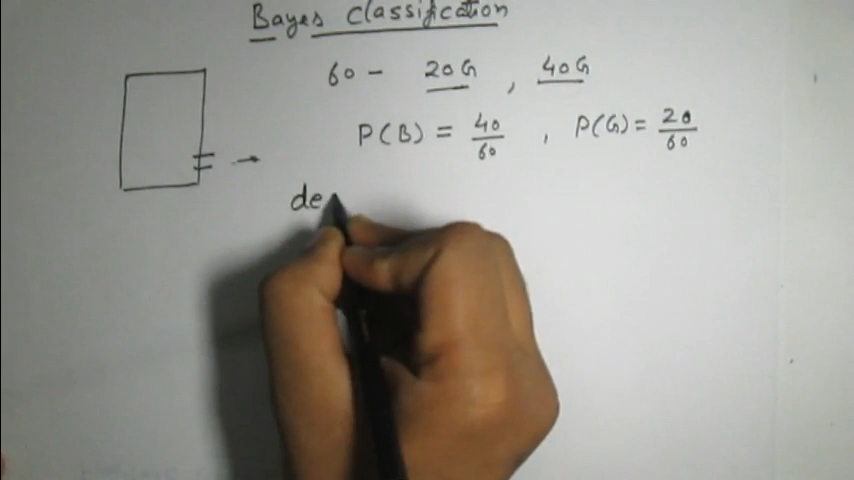 Bayes classification
60 - 20G , 40G
P(B) = 40/60 , P(G) = 20/60
de